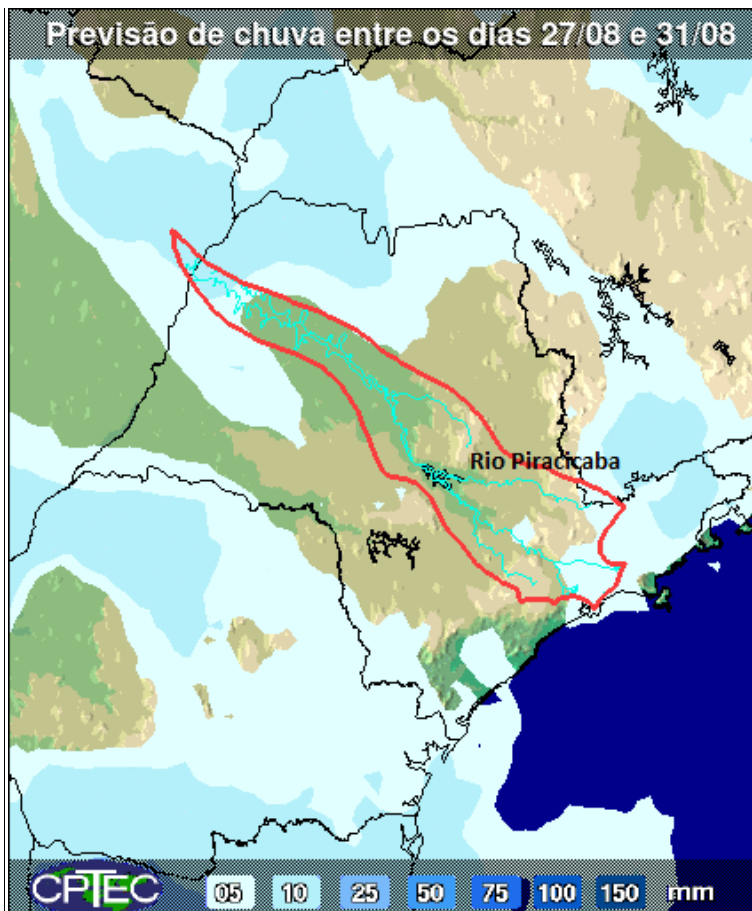 Previsão de chuva entre os dias 27/08 e 31/08
Rio Piracicaba
CPTEC 05 10 25 50 75 100 150 mm